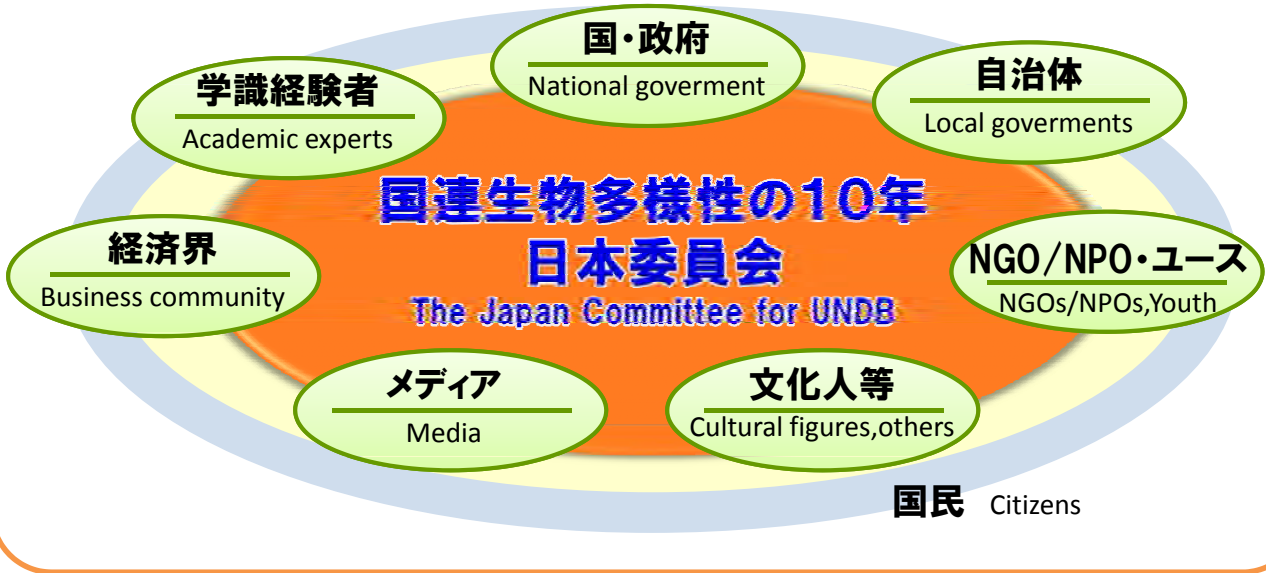 国・政府
National goverment
学識経験者
Academic experts
自治体
Local goverments
国連生物多様性の10年
日本委員会
The Japan Committee for UNDB
経済界
Business community
NGO/NPO・ユース
NGOs/NPOs,Youth
メディア
Media
文化人等
Cultural figures,others
国民 Citizens